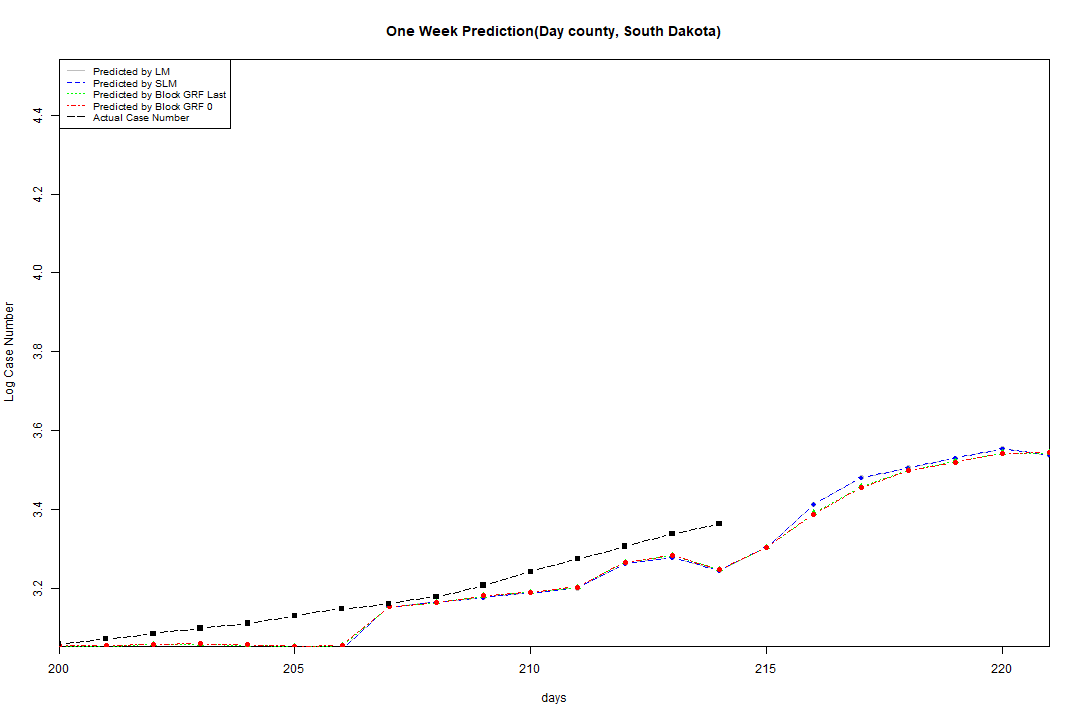 One Week Prediction(Day county, South Dakota)
Predicted by LM
Predicted by SLM
Predicted by Block GRF Last
Predicted by Block GRF 0
Actual Case Number
4.4
4.2
4.0
3.8
3.6
3.4
3.2
Log Case Number
200 205 210 215 220
days